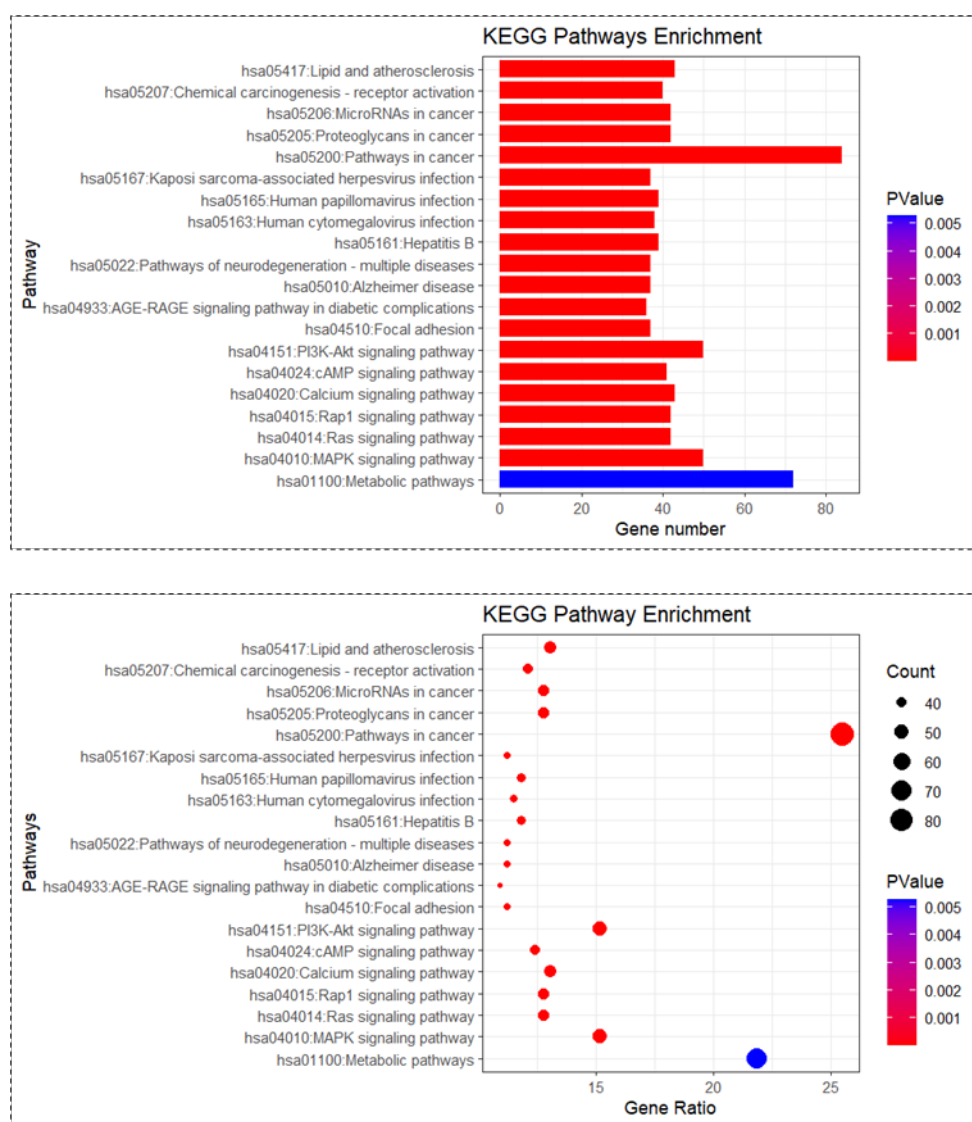 KEGG Pathways Enrichment
hsa05417:Lipid and atherosclerosis
hsa05207:Chemical carcinogenesis - receptor activation
hsa05206:MicroRNAs in cancer
hsa05205:Proteoglycans in cancer
hsa05200:Pathways in cancer
hsa05167:Kaposi sarcoma-associated herpesvirus infection
hsa05165:Human papillomavirus infection
hsa05163:Human cytomegalovirus infection
hsa05161:Hepatitis B
hsa05022:Pathways of neurodegeneration - multiple diseases
hsa05010:Alzheimer disease
hsa04933:AGE-RAGE signaling pathway in diabetic complications
hsa04510:Focal adhesion
hsa04151:PI3K-Akt signaling pathway
hsa04024:cAMP signaling pathway
hsa04020:Calcium signaling pathway
hsa04015:Rap1 signaling pathway
hsa04014:Ras signaling pathway
hsa04010:MAPK signaling pathway
hsa01100:Metabolic pathways
Pathway
0 20 40 60 80
Gene number
PValue
0.005
0.004
0.003
0.002
0.001
KEGG Pathway Enrichment
hsa05417:Lipid and atherosclerosis
hsa05207:Chemical carcinogenesis - receptor activation
hsa05206:MicroRNAs in cancer
hsa05205:Proteoglycans in cancer
hsa05200:Pathways in cancer
hsa05167:Kaposi sarcoma-associated herpesvirus infection
hsa05165:Human papillomavirus infection
hsa05163:Human cytomegalovirus infection
hsa05161:Hepatitis B
hsa05022:Pathways of neurodegeneration - multiple diseases
hsa05010:Alzheimer disease
hsa04933:AGE-RAGE signaling pathway in diabetic complications
hsa04510:Focal adhesion
hsa04151:PI3K-Akt signaling pathway
hsa04024:cAMP signaling pathway
hsa04020:Calcium signaling pathway
hsa04015:Rap1 signaling pathway
hsa04014:Ras signaling pathway
hsa04010:MAPK signaling pathway
hsa01100:Metabolic pathways
Pathways
15 20 25
Gene Ratio
Count
40
50
60
70
80
PValue
0.005
0.004
0.003
0.002
0.001